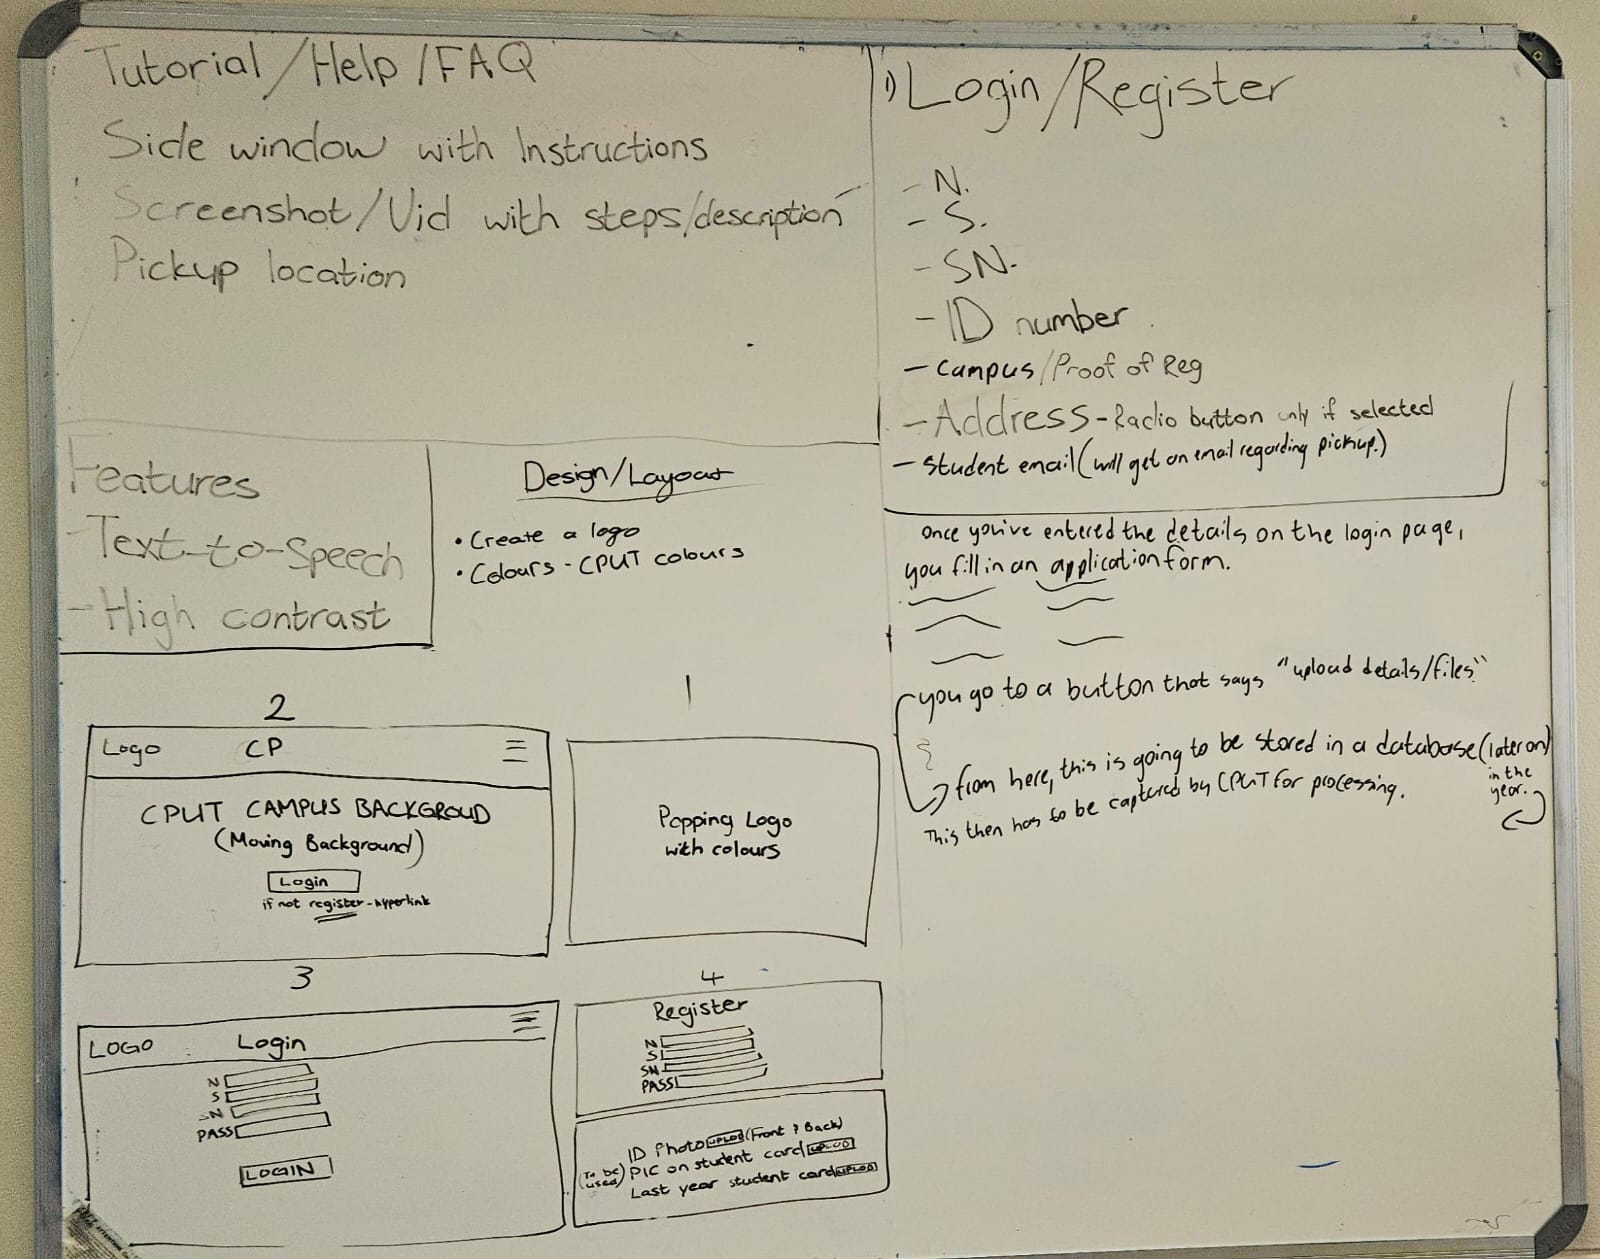 Tutorial/Help/FAQ
Side window with Instructions
Screenshot/Vid with steps/description
Pickup location
Features
- Text-to-Speech
- High contrast
Design/Layout
• Create a logo
• Colours - CPUT colours
2
Logo CP
CPUT CAMPUS BACKGROUD
(Moving Background)
Login
if not register - hyperlink
1
Popping Logo
with colours
3
LOGO Login
N
S
SN
PASS
LOGIN
4
Register
N
S
SN
PASS
ID Photo UPLOD (Front & Back)
(To be used) PIC on student card UPLOD
Last year student card UPLOD
1) Login/Register
- N.
- S.
- SN.
- ID number
- campus/Proof of Reg
- Address - Radio button only if selected
- student email (will get an email regarding pickup.)
Once you've entered the details on the login page,
you fill in an application form.
you go to a button that says "upload details/files"
from here, this is going to be stored in a database (later on)
in the
year.
This then has to be captured by CPUT for processing.